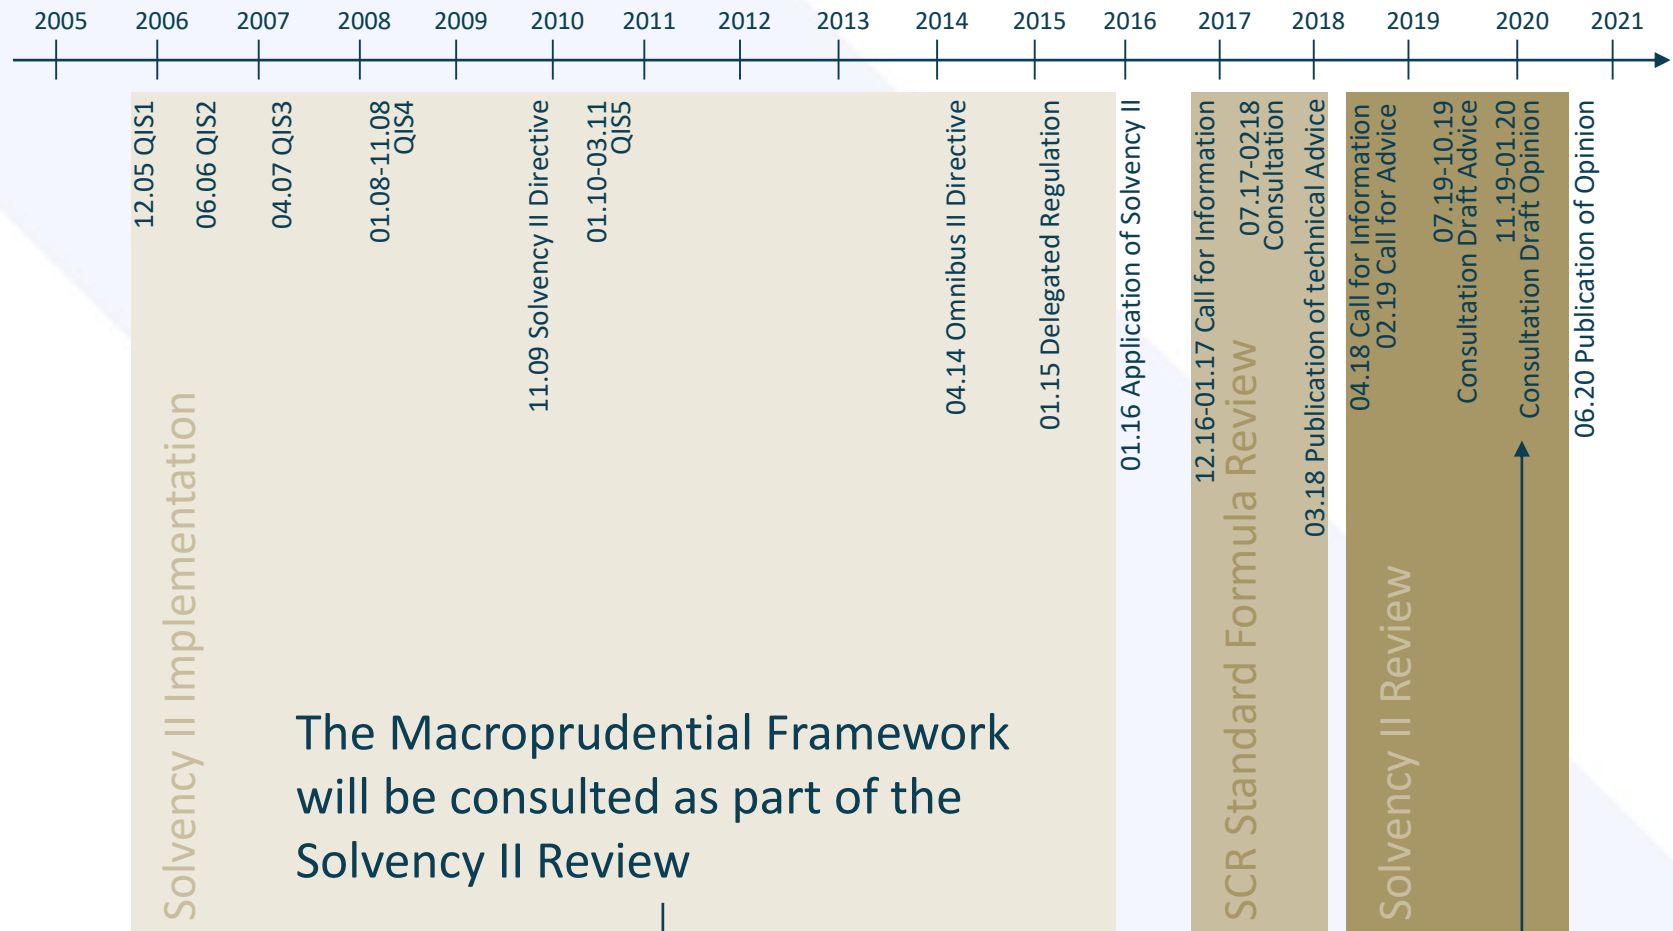 2005 2006 2007 2008 2009 2010 2011 2012 2013 2014 2015 2016 2017 2018 2019 2020 2021
12.05 QIS1
06.06 QIS2
04.07 QIS3
01.08-11.08
QIS4
11.09 Solvency II Directive
01.10-03.11
QIS5
04.14 Omnibus II Directive
01.15 Delegated Regulation
01.16 Application of Solvency II
12.16-01.17 Call for Information
07.17-0218
Consultation
03.18 Publication of technical Advice
04.18 Call for Information
02.19 Call for Advice
07.19-10.19
Consultation Draft Advice
11.19-01.20
Consultation Draft Opinion
06.20 Publication of Opinion
Solvency II Implementation
SCR Standard Formula Review
Solvency II Review
The Macroprudential Framework
will be consulted as part of the
Solvency II Review